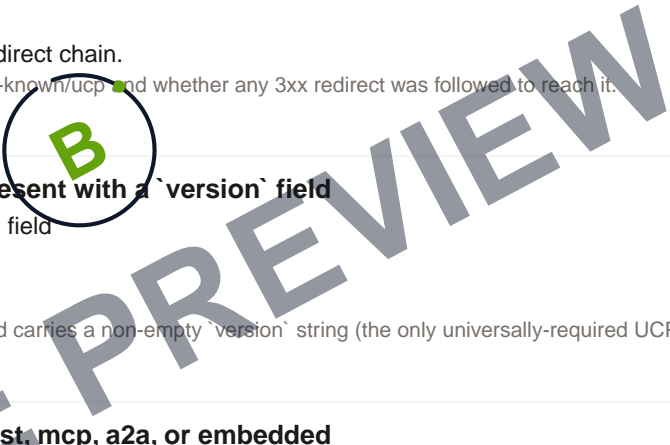 direct chain.
-known/ucp and whether any 3xx redirect was followed to reach it.
B
esent with a `version` field
field
d carries a non-empty `version` string (the only universally-required UCP
PREVIEW
st, mcp, a2a, or embedded